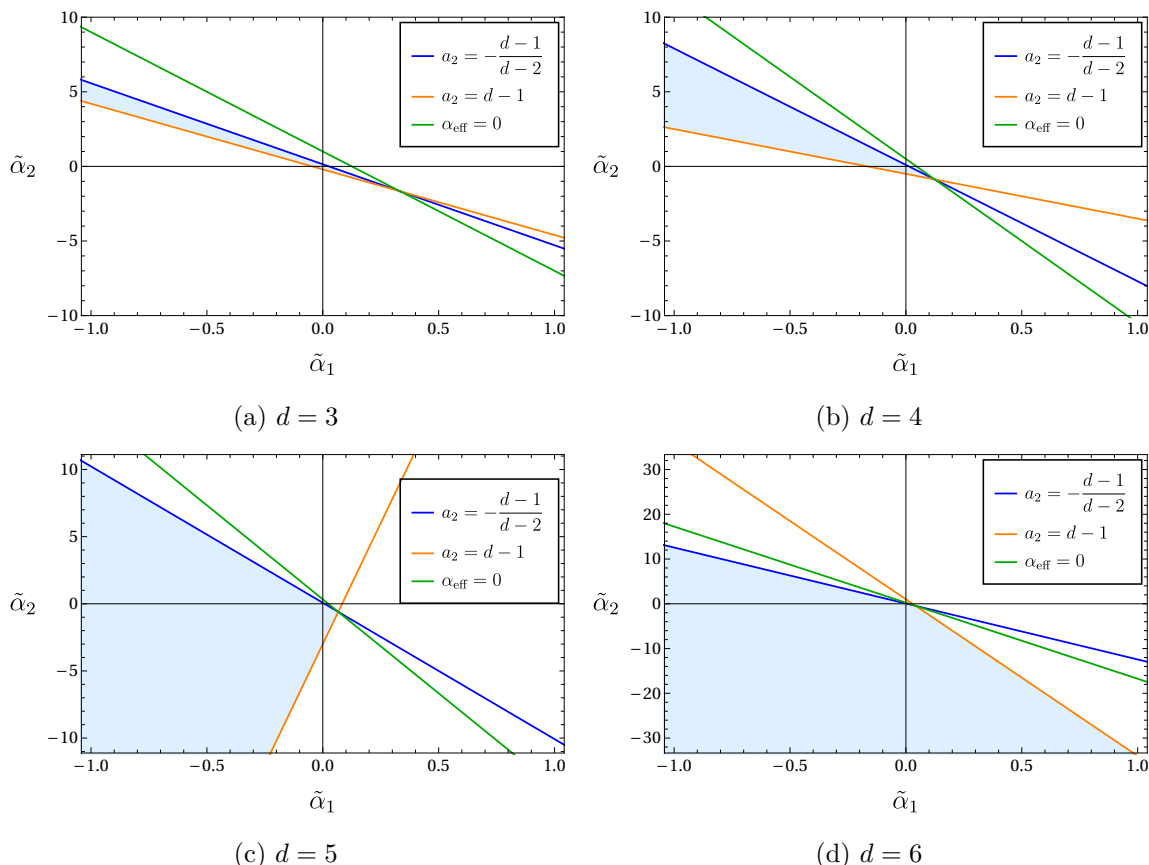 10
5
0
−5
−10
α̃₂
−1.0 −0.5 0.0 0.5 1.0
α̃₁
a₂ = −(d − 1)/(d − 2)
a₂ = d − 1
α_eff = 0
(a) d = 3
10
5
0
−5
−10
α̃₂
−1.0 −0.5 0.0 0.5 1.0
α̃₁
a₂ = −(d − 1)/(d − 2)
a₂ = d − 1
α_eff = 0
(b) d = 4
10
5
0
−5
−10
α̃₂
−1.0 −0.5 0.0 0.5 1.0
α̃₁
a₂ = −(d − 1)/(d − 2)
a₂ = d − 1
α_eff = 0
(c) d = 5
30
20
10
0
−10
−20
−30
α̃₂
−1.0 −0.5 0.0 0.5 1.0
α̃₁
a₂ = −(d − 1)/(d − 2)
a₂ = d − 1
α_eff = 0
(d) d = 6